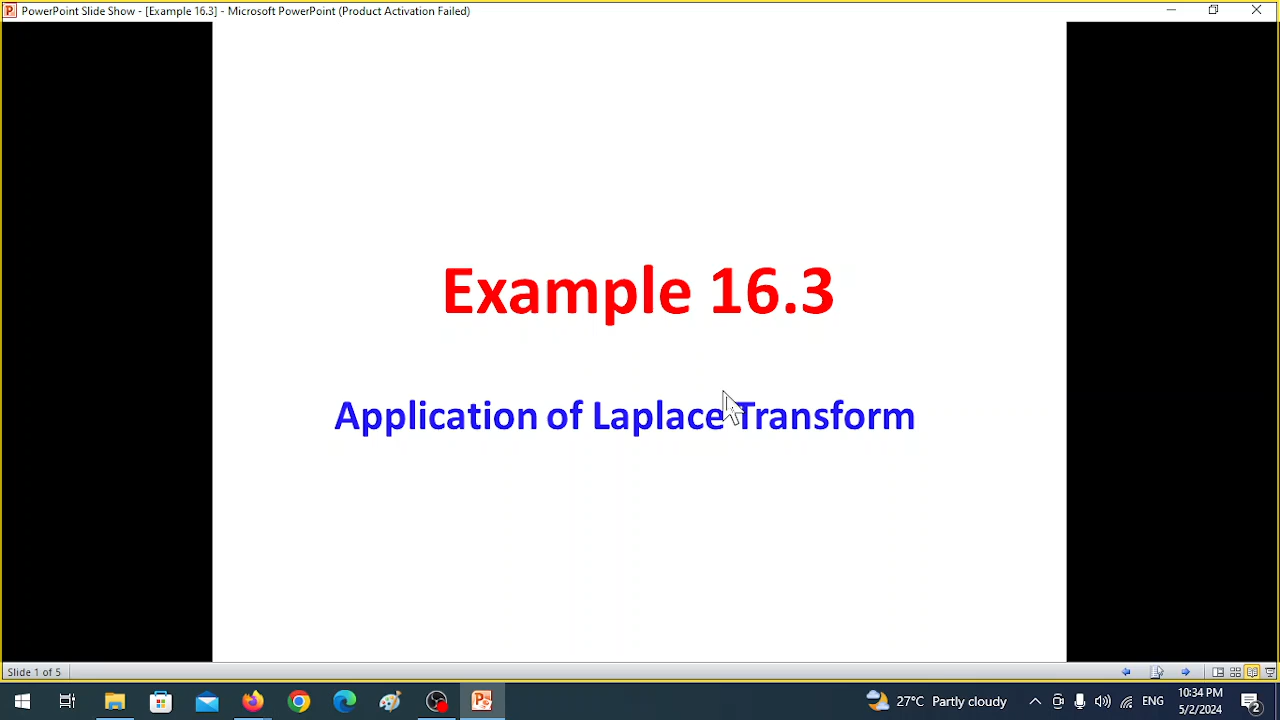 PowerPoint Slide Show - [Example 16.3] - Microsoft PowerPoint (Product Activation Failed)
Example 16.3
Application of Laplace Transform
Slide 1 of 5
27°C Partly cloudy
ENG
10:34 PM
5/2/2024
2